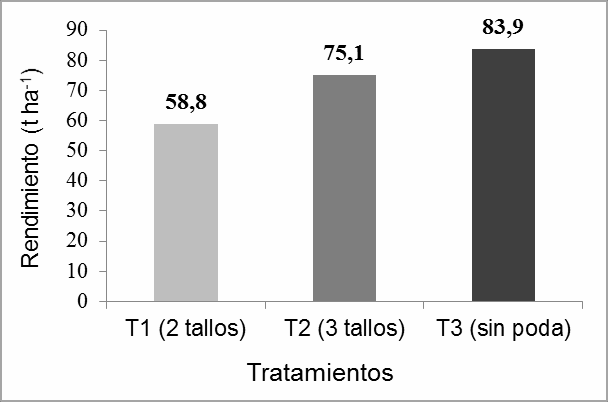 90
80
70
60
50
40
30
20
10
0
Rendimiento (t ha⁻¹)
58,8
75,1
83,9
T1 (2 tallos)
T2 (3 tallos)
T3 (sin poda)
Tratamientos